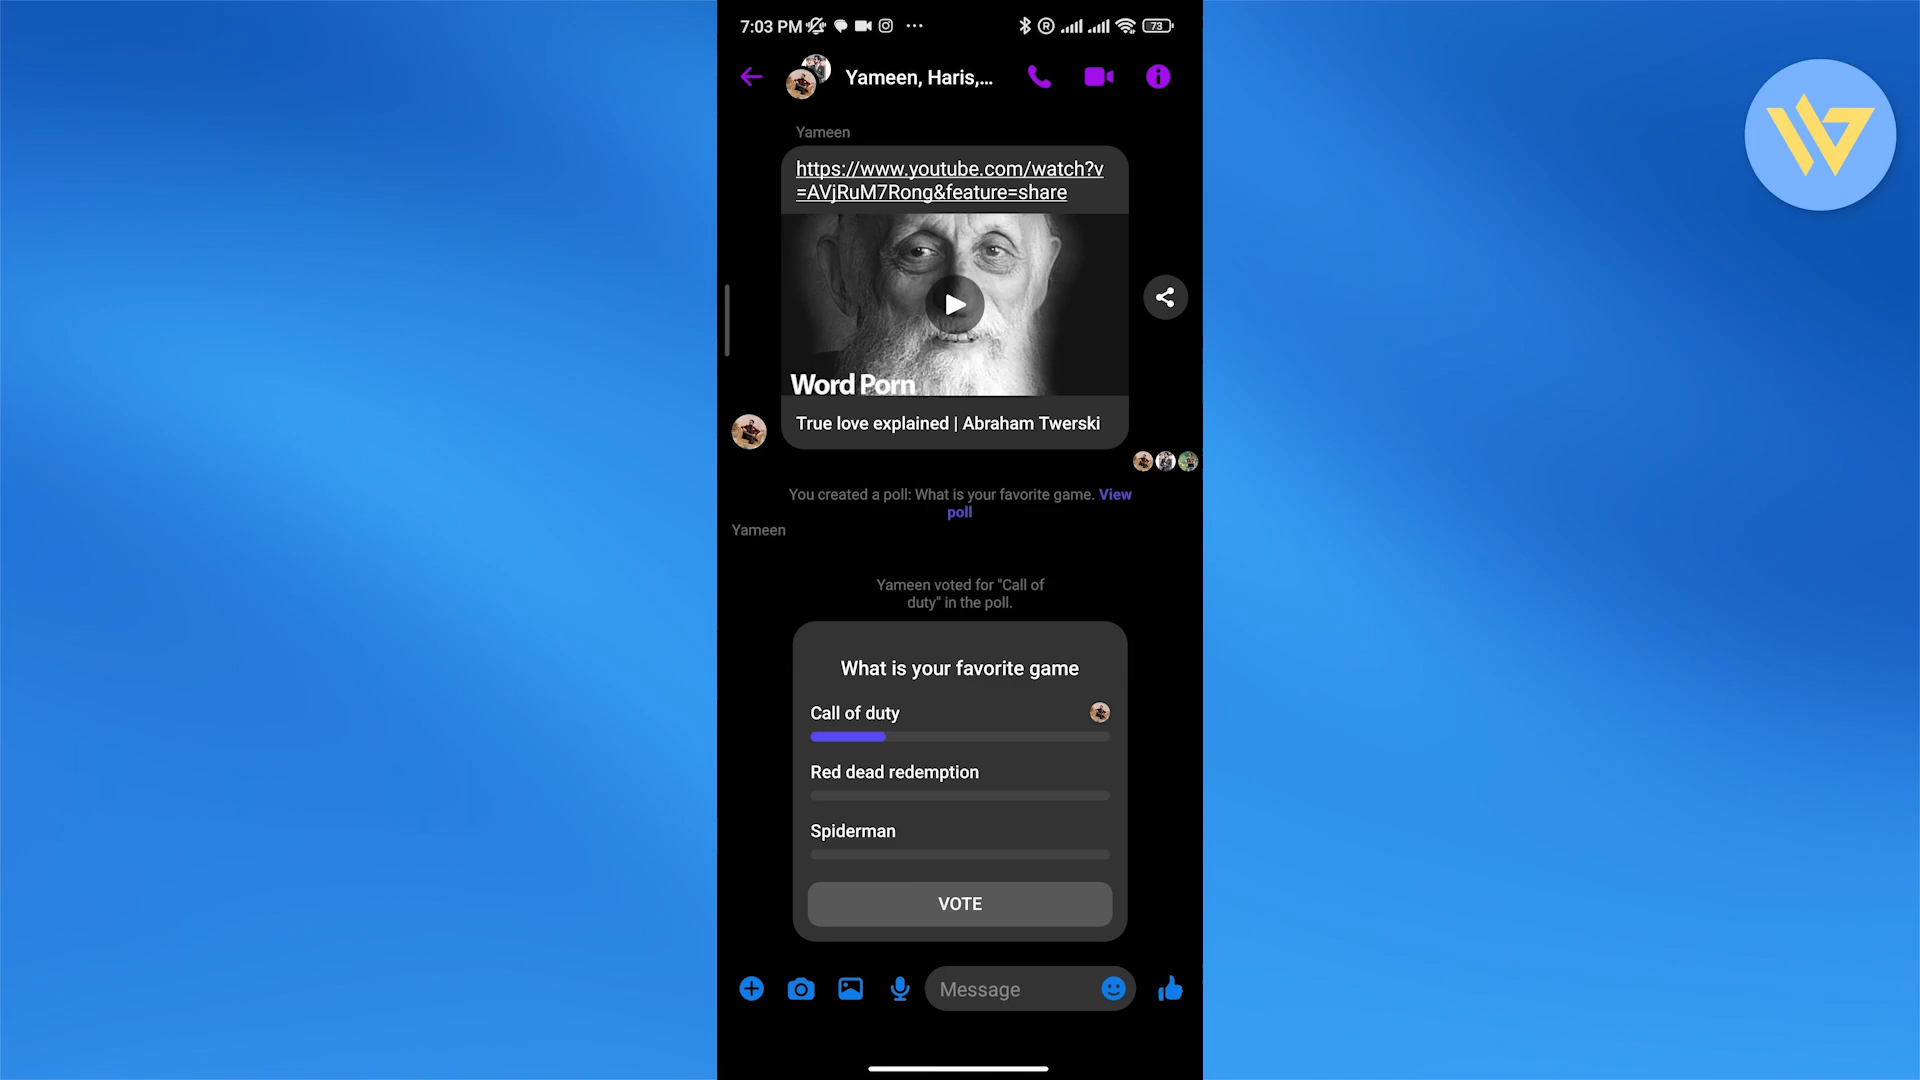 7:03 PM
73
Yameen, Haris,...
Yameen
https://www.youtube.com/watch?v
=AVjRuM7Rong&feature=share
Word Porn
True love explained | Abraham Twerski
You created a poll: What is your favorite game. View
poll
Yameen
Yameen voted for "Call of
duty" in the poll.
What is your favorite game
Call of duty
Red dead redemption
Spiderman
VOTE
Message